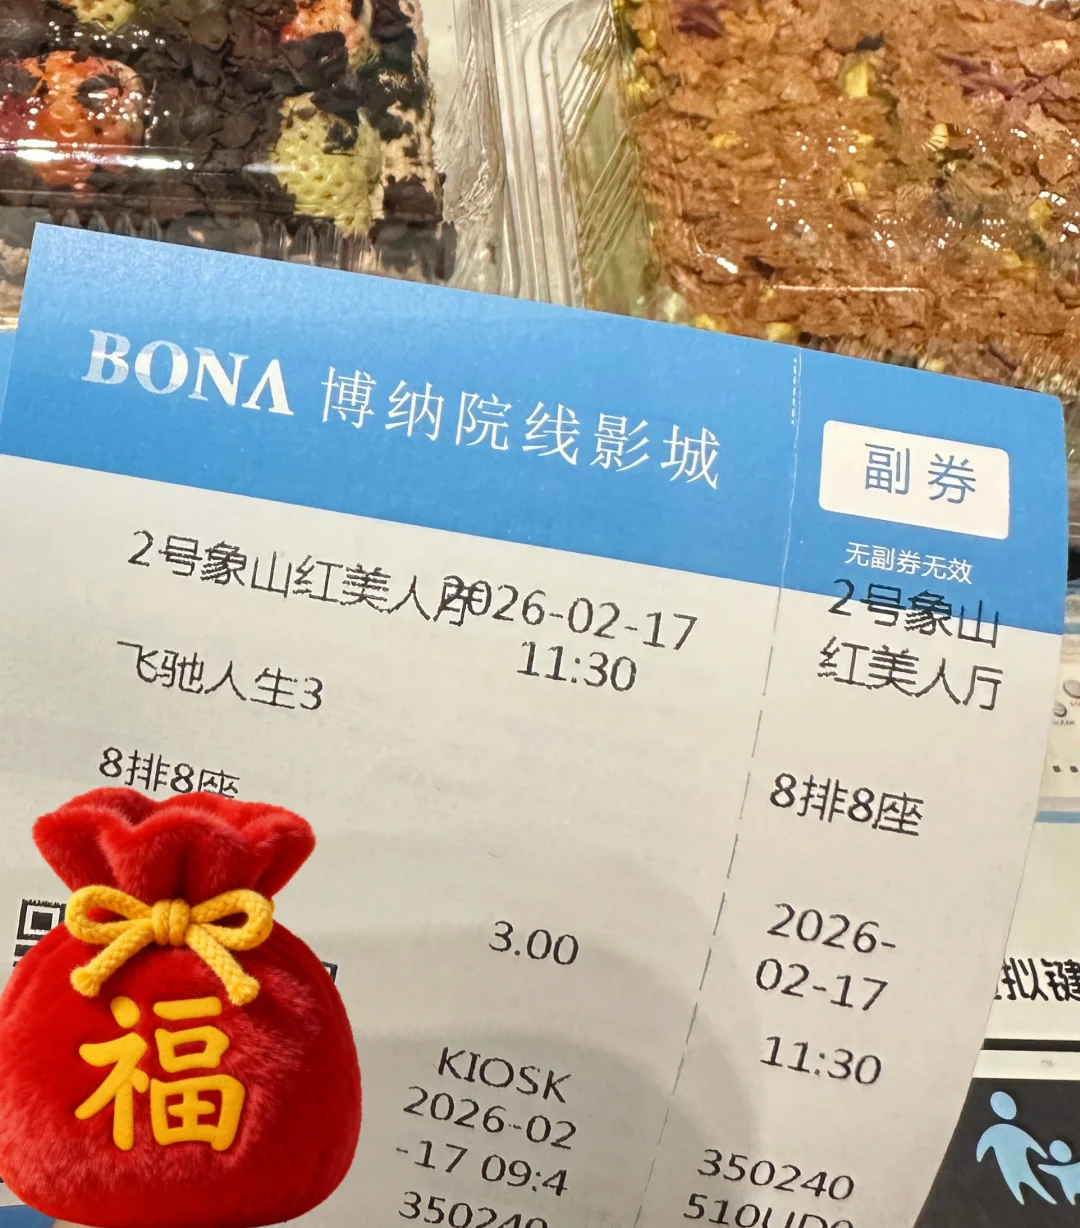 BONA 博纳院线影城
副券
无副券无效
2号象山红美人厅
2026-02-17
11:30
飞驰人生3
8排8座
3.00
KIOSK
2026-02
-17 09:4
350240
2号象山
红美人厅
8排8座
2026-
02-17
11:30
350240
福